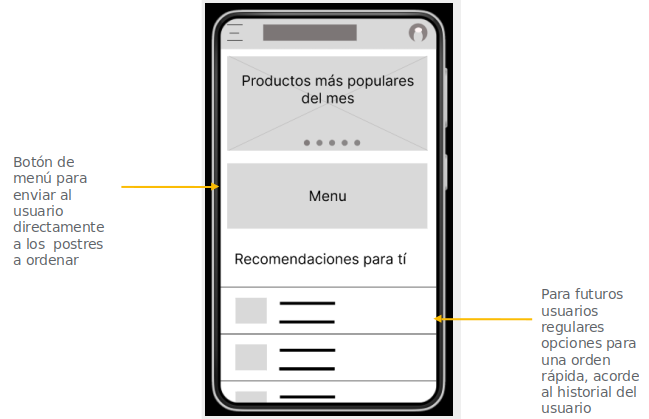 Productos más populares
del mes
Botón de
menú para
enviar al
usuario
directamente
a los postres
a ordenar
Menu
Recomendaciones para tí
Para futuros
usuarios
regulares
opciones para
una orden
rápida, acorde
al historial del
usuario